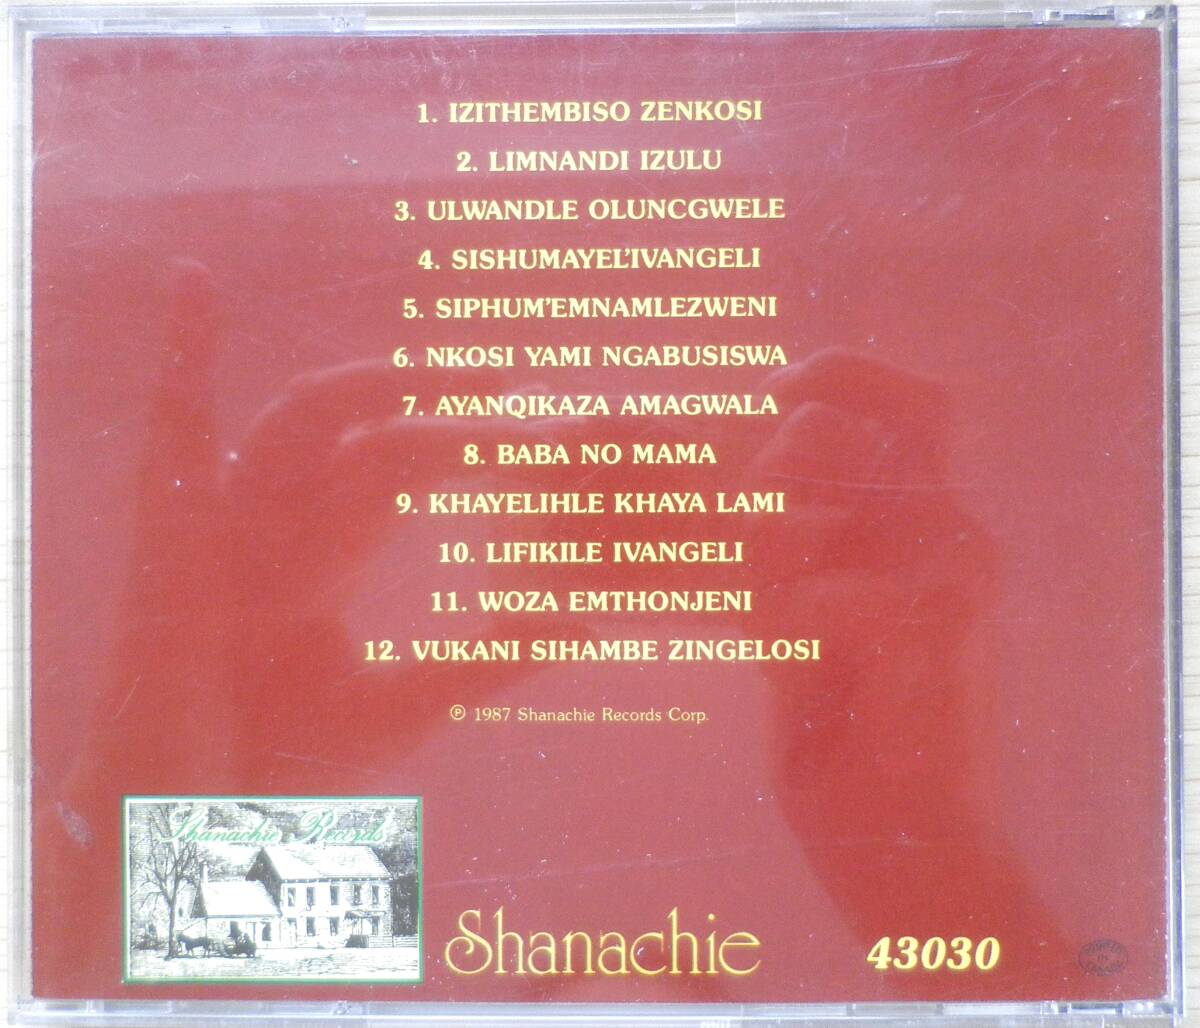 1. IZITHEMBISO ZENKOSI
2. LIMNANDI IZULU
3. ULWANDLE OLUNCGWELE
4. SISHUMAYEL'IVANGELI
5. SIPHUM'EMNAMLEZWENI
6. NKOSI YAMI NGABUSISWA
7. AYANQIKAZA AMAGWALA
8. BABA NO MAMA
9. KHAYELIHLE KHAYA LAMI
10. LIFIKILE IVANGELI
11. WOZA EMTHONJENI
12. VUKANI SIHAMBE ZINGELOSI
℗ 1987 Shanachie Records Corp.
Shanachie Records
Shanachie
43030